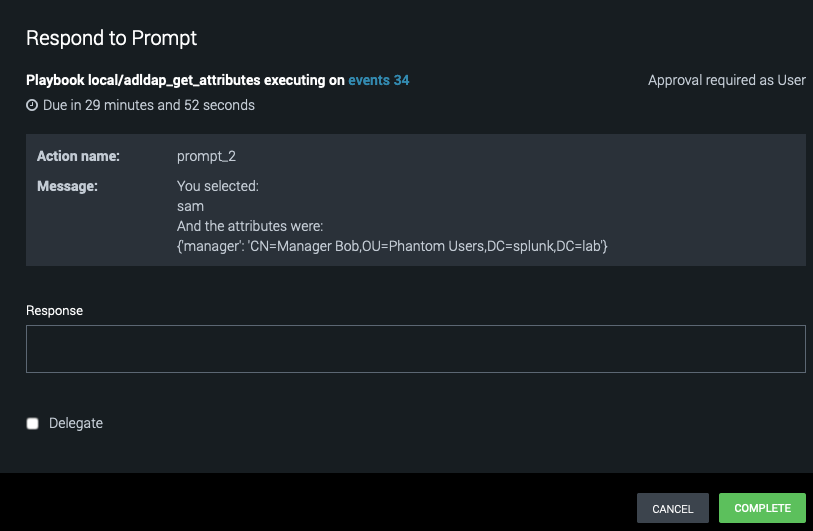 Respond to Prompt
Playbook local/adldap_get_attributes executing on events 34
Approval required as User
Due in 29 minutes and 52 seconds
Action name: prompt_2
Message: You selected:
sam
And the attributes were:
{'manager': 'CN=Manager Bob,OU=Phantom Users,DC=splunk,DC=lab'}
Response
Delegate
CANCEL COMPLETE